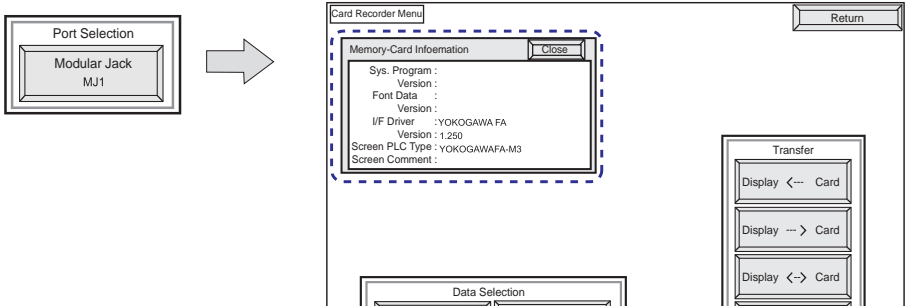 Port Selection
Modular Jack
MJ1
Card Recorder Menu
Return
Memory-Card Infoemation
Close
Sys. Program :
Version :
Font Data :
Version :
I/F Driver :YOKOGAWA FA
Version : 1.250
Screen PLC Type : YOKOGAWAFA-M3
Screen Comment :
Transfer
Display <--- Card
Display ---> Card
Display <--> Card
Data Selection